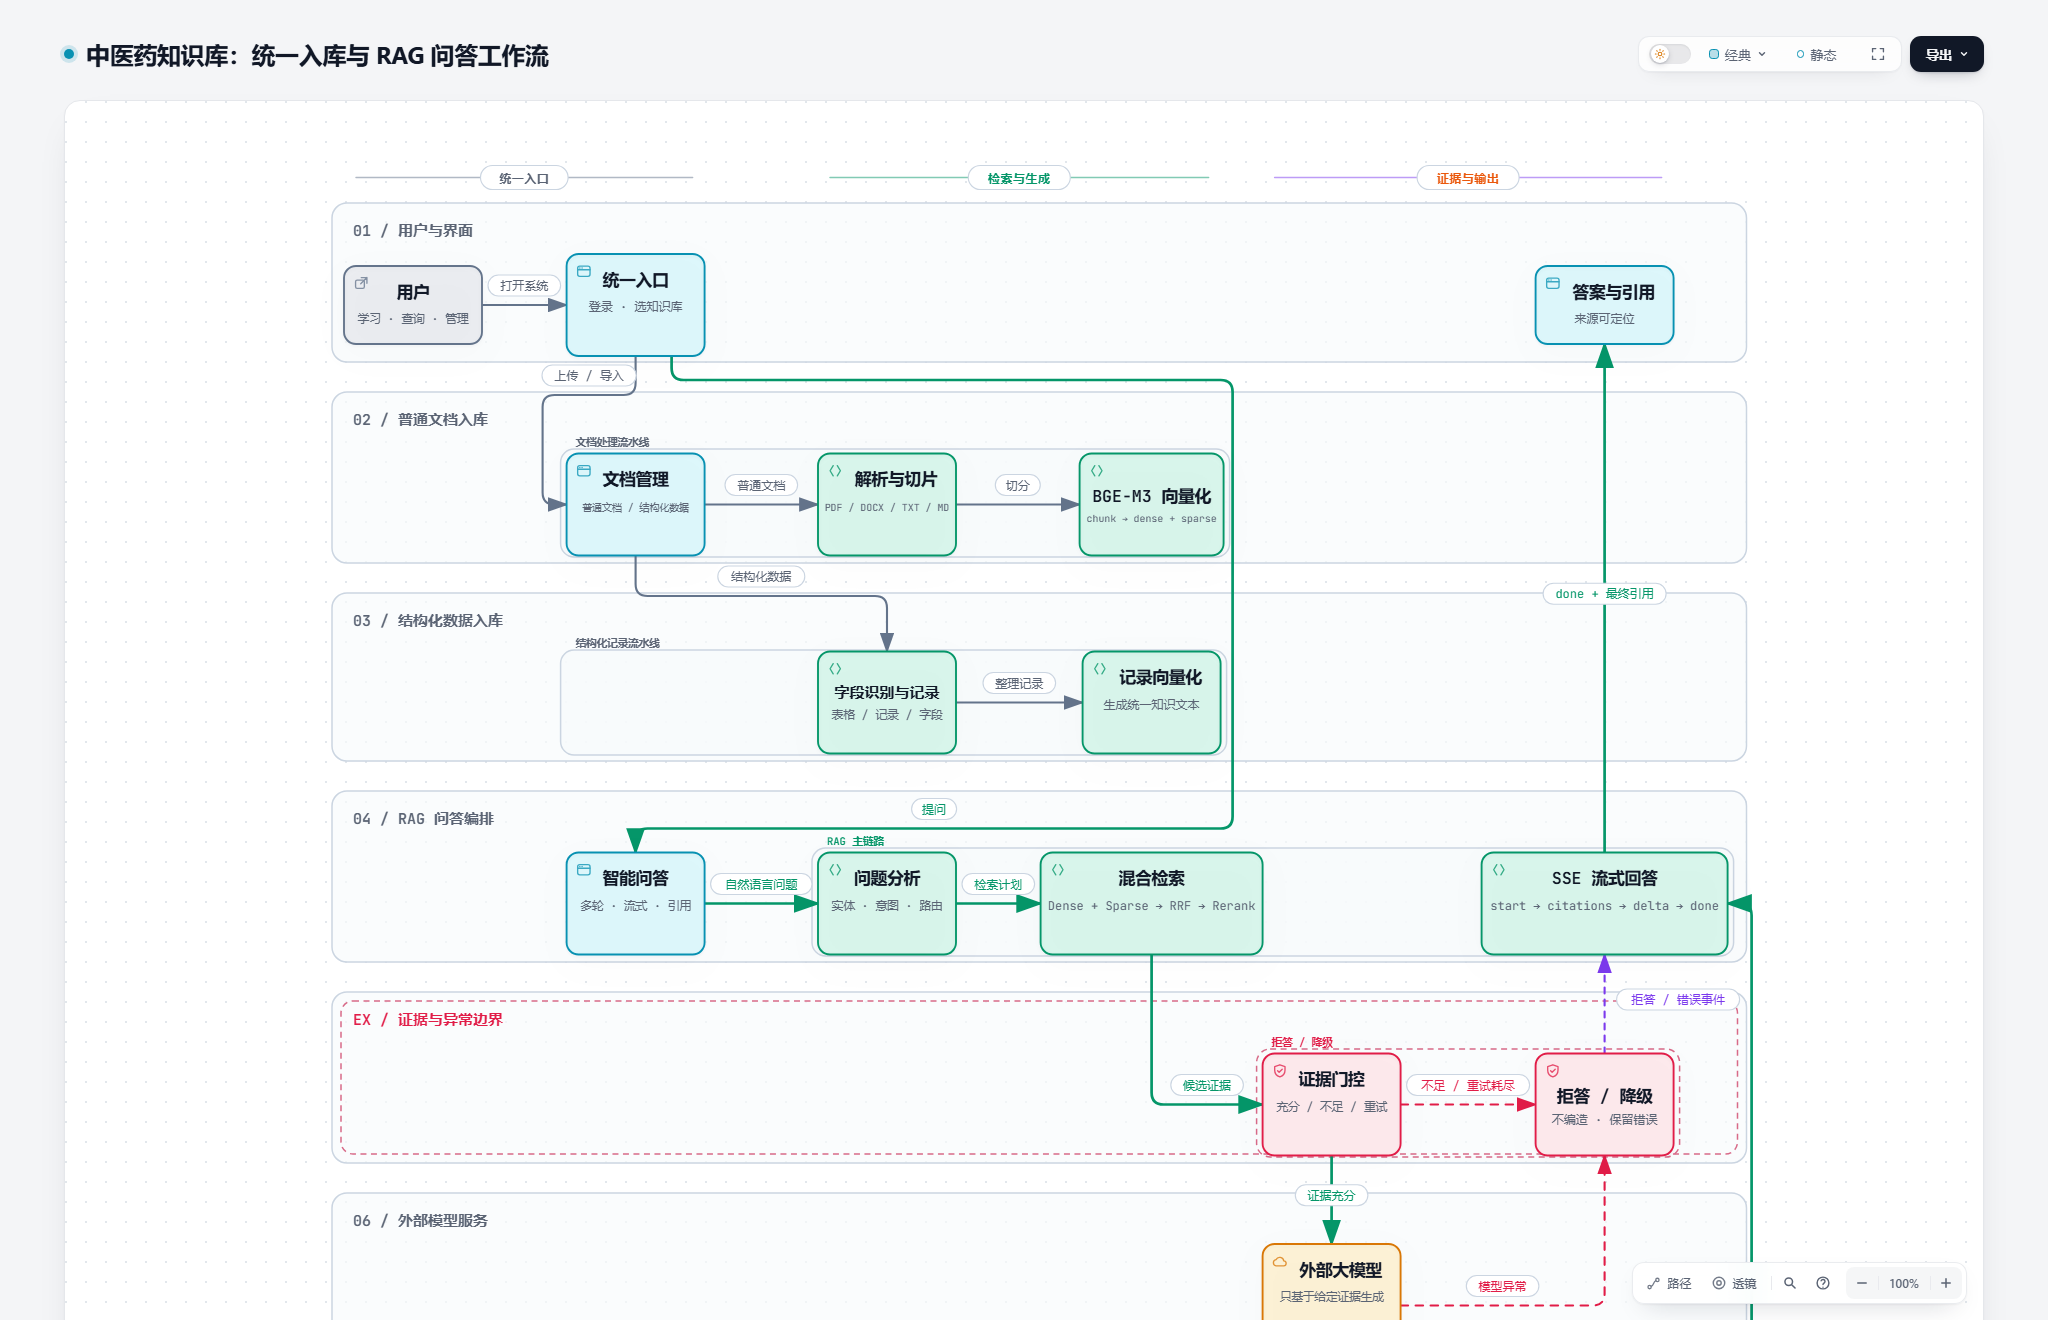 中医药知识库：统一入库与 RAG 问答工作流
经典
静态
导出
统一入口
检索与生成
证据与输出
01 / 用户与界面
用户
学习 · 查询 · 管理
打开系统
统一入口
登录 · 选知识库
答案与引用
来源可定位
上传 / 导入
02 / 普通文档入库
文档处理流水线
文档管理
普通文档 / 结构化数据
普通文档
解析与切片
PDF / DOCX / TXT / MD
切分
BGE-M3 向量化
chunk → dense + sparse
结构化数据
done + 最终引用
03 / 结构化数据入库
结构化记录流水线
字段识别与记录
表格 / 记录 / 字段
整理记录
记录向量化
生成统一知识文本
04 / RAG 问答编排
提问
RAG 主链路
智能问答
多轮 · 流式 · 引用
自然语言问题
问题分析
实体 · 意图 · 路由
检索计划
混合检索
Dense + Sparse → RRF → Rerank
SSE 流式回答
start → citations → delta → done
拒答 / 错误事件
EX / 证据与异常边界
拒答 / 降级
候选证据
证据门控
充分 / 不足 / 重试
不足 / 重试耗尽
拒答 / 降级
不编造 · 保留错误
证据充分
06 / 外部模型服务
外部大模型
只基于给定证据生成
模型异常
路径
透镜
100%